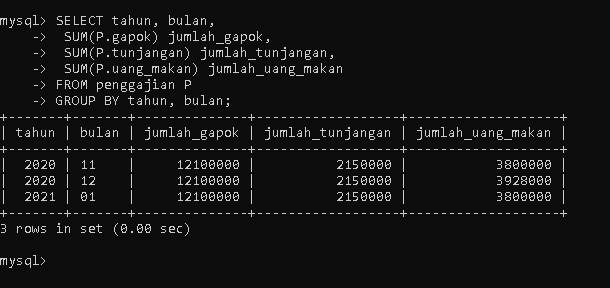 mysql> SELECT tahun, bulan,
    -> SUM(P.gapok) jumlah_gapok,
    -> SUM(P.tunjangan) jumlah_tunjangan,
    -> SUM(P.uang_makan) jumlah_uang_makan
    -> FROM penggajian P
    -> GROUP BY tahun, bulan;
+-------+-------+--------------+------------------+-------------------+
| tahun | bulan | jumlah_gapok | jumlah_tunjangan | jumlah_uang_makan |
+-------+-------+--------------+------------------+-------------------+
|  2020 | 11    |     12100000 |          2150000 |           3800000 |
|  2020 | 12    |     12100000 |          2150000 |           3928000 |
|  2021 | 01    |     12100000 |          2150000 |           3800000 |
+-------+-------+--------------+------------------+-------------------+
3 rows in set (0.00 sec)
mysql>